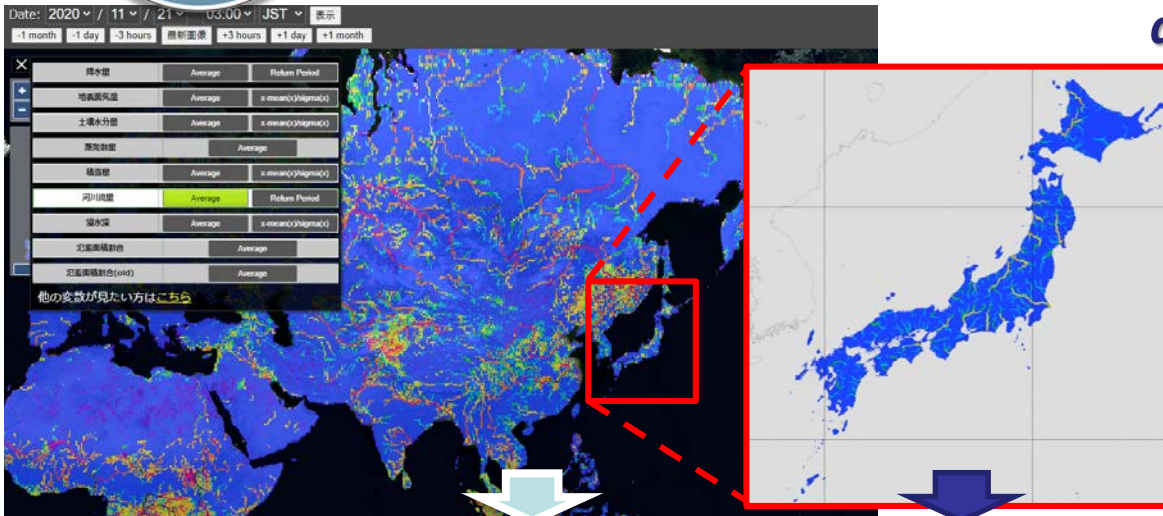 Date: 2020 / 11 / 21 03:00 JST 表示
-1 month -1 day -3 hours 最新画像 +3 hours +1 day +1 month
降水量 Average Return Period
地表面気温 Average x-mean(x)/sigma(x)
土壌水分量 Average x-mean(x)/sigma(x)
蒸発散量 Average
積雪量 Average x-mean(x)/sigma(x)
河川流量 Average Return Period
浸水深 Average x-mean(x)/sigma(x)
氾濫面積割合 Average
氾濫面積割合(old) Average
他の変数が見たい方はこちら